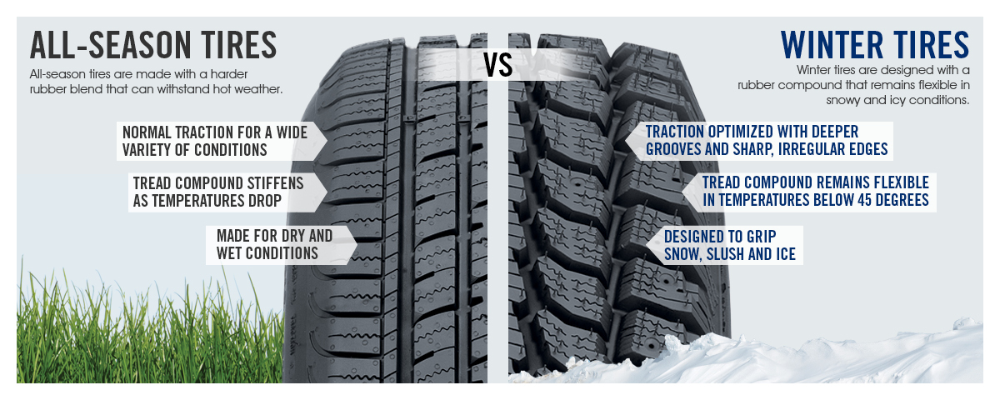 ALL-SEASON TIRES
All-season tires are made with a harder
rubber blend that can withstand hot weather.
NORMAL TRACTION FOR A WIDE
VARIETY OF CONDITIONS
TREAD COMPOUND STIFFENS
AS TEMPERATURES DROP
MADE FOR DRY AND
WET CONDITIONS
VS
WINTER TIRES
Winter tires are designed with a
rubber compound that remains flexible in
snowy and icy conditions.
TRACTION OPTIMIZED WITH DEEPER
GROOVES AND SHARP, IRREGULAR EDGES
TREAD COMPOUND REMAINS FLEXIBLE
IN TEMPERATURES BELOW 45 DEGREES
DESIGNED TO GRIP
SNOW, SLUSH AND ICE